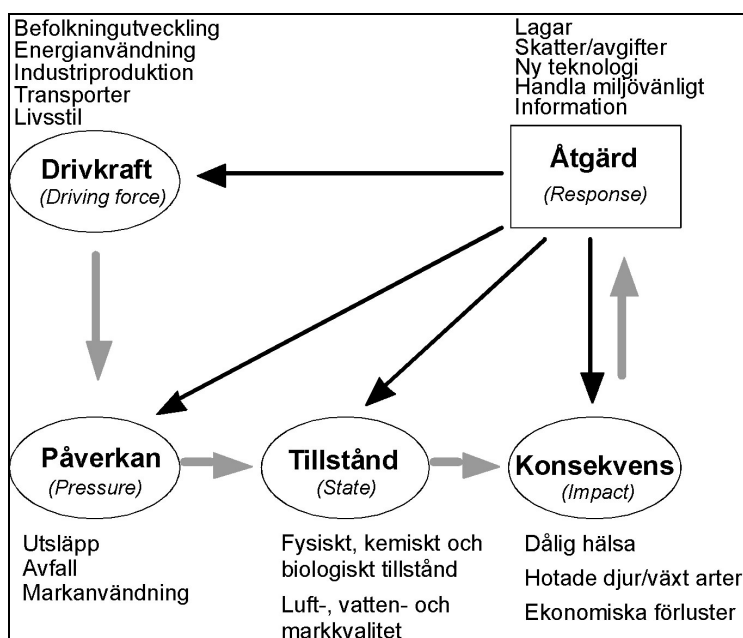 Befolkningutveckling
Energianvändning
Industriproduktion
Transporter
Livsstil
Drivkraft
(Driving force)
Lagar
Skatter/avgifter
Ny teknologi
Handla miljövänligt
Information
Åtgärd
(Response)
Påverkan
(Pressure)
Utsläpp
Avfall
Markanvändning
Tillstånd
(State)
Fysiskt, kemiskt och
biologiskt tillstånd
Luft-, vatten- och
markkvalitet
Konsekvens
(Impact)
Dålig hälsa
Hotade djur/växt arter
Ekonomiska förluster